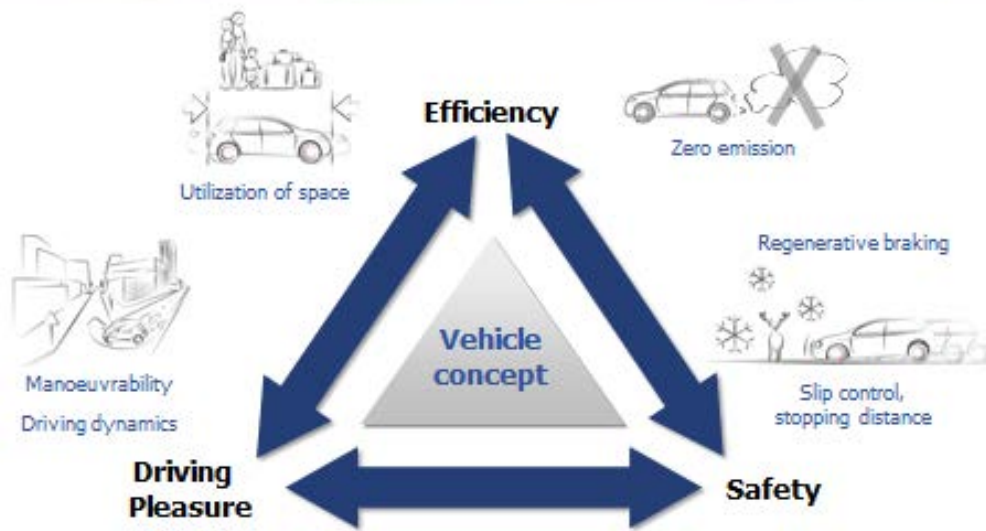 Efficiency
Zero emission
Utilization of space
Regenerative braking
Vehicle
concept
Manoeuvrability
Driving dynamics
Slip control,
stopping distance
Driving
Pleasure
Safety